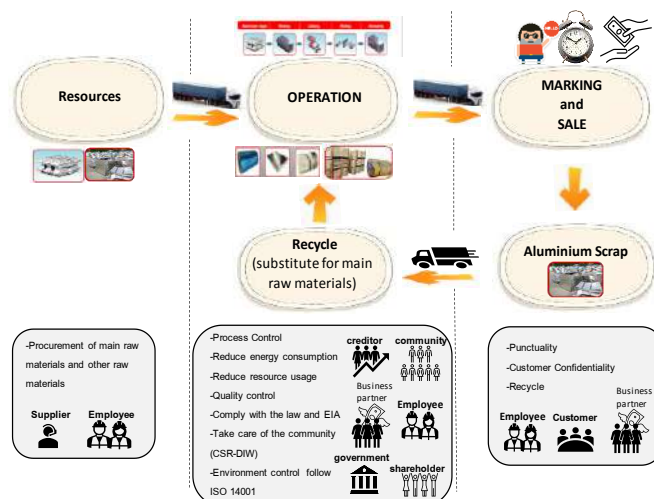 HELLO
Resources
OPERATION
MARKING
and
SALE
Recycle
(substitute for main
raw materials)
Aluminium Scrap
-Procurement of main raw
materials and other raw
materials
Supplier
Employee
-Process Control
-Reduce energy consumption
-Reduce resource usage
-Quality control
-Comply with the law and EIA
-Take care of the community
(CSR-DIW)
-Environment control follow
ISO 14001
creditor
community
Business
partner
Employee
government
shareholder
-Punctuality
-Customer Confidentiality
-Recycle
Business
partner
Employee
Customer